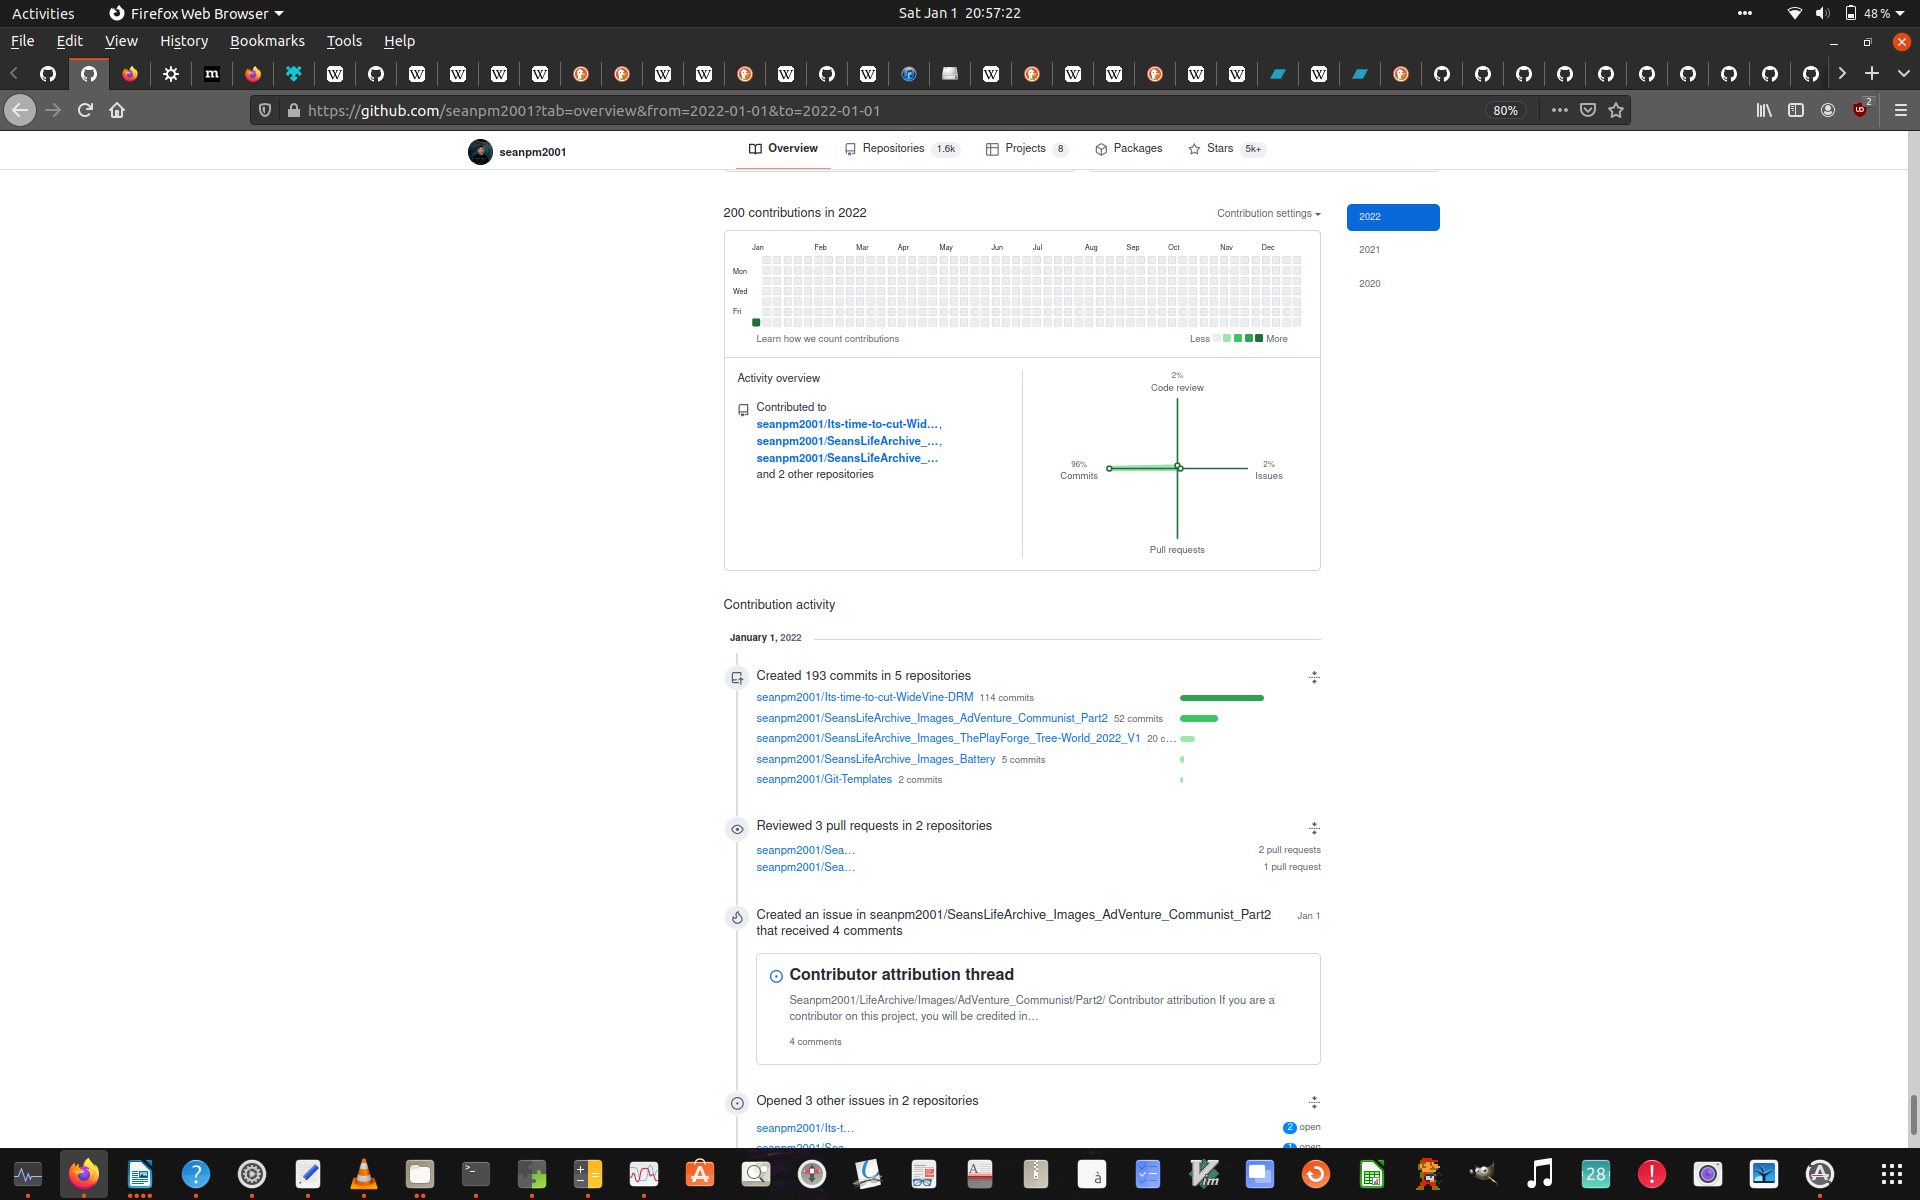 Activities
Firefox Web Browser
Sat Jan 1 20:57:22
48 %
File Edit View History Bookmarks Tools Help
https://github.com/seanpm2001?tab=overview&from=2022-01-01&to=2022-01-01
80%
2
seanpm2001
Overview
Repositories 1.6k
Projects 8
Packages
Stars 5k+
200 contributions in 2022
Contribution settings
2022
2021
2020
Jan Feb Mar Apr May Jun Jul Aug Sep Oct Nov Dec
Mon
Wed
Fri
Learn how we count contributions
Less More
Activity overview
Contributed to
seanpm2001/Its-time-to-cut-Wid…,
seanpm2001/SeansLifeArchive_…,
seanpm2001/SeansLifeArchive_…
and 2 other repositories
2%
Code review
96%
Commits
2%
Issues
Pull requests
Contribution activity
January 1, 2022
Created 193 commits in 5 repositories
seanpm2001/Its-time-to-cut-WideVine-DRM 114 commits
seanpm2001/SeansLifeArchive_Images_AdVenture_Communist_Part2 52 commits
seanpm2001/SeansLifeArchive_Images_ThePlayForge_Tree-World_2022_V1 20 c…
seanpm2001/SeansLifeArchive_Images_Battery 5 commits
seanpm2001/Git-Templates 2 commits
Reviewed 3 pull requests in 2 repositories
seanpm2001/Sea… 2 pull requests
seanpm2001/Sea… 1 pull request
Created an issue in seanpm2001/SeansLifeArchive_Images_AdVenture_Communist_Part2 Jan 1
that received 4 comments
Contributor attribution thread
Seanpm2001/LifeArchive/Images/AdVenture_Communist/Part2/ Contributor attribution If you are a
contributor on this project, you will be credited in…
4 comments
Opened 3 other issues in 2 repositories
seanpm2001/Its-t… 2 open
seanpm2001/Sea… 1 open
28